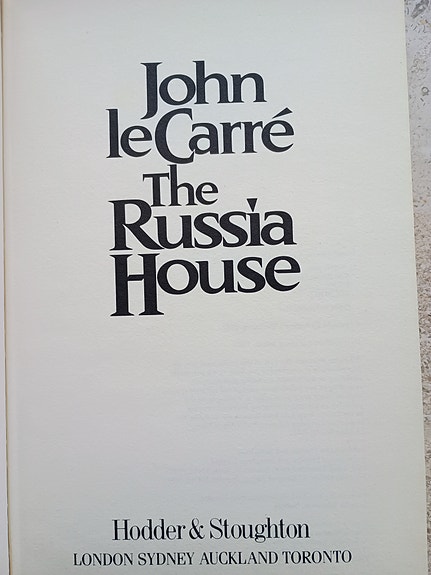 John
le Carré
The
Russia
House
Hodder & Stoughton
LONDON SYDNEY AUCKLAND TORONTO